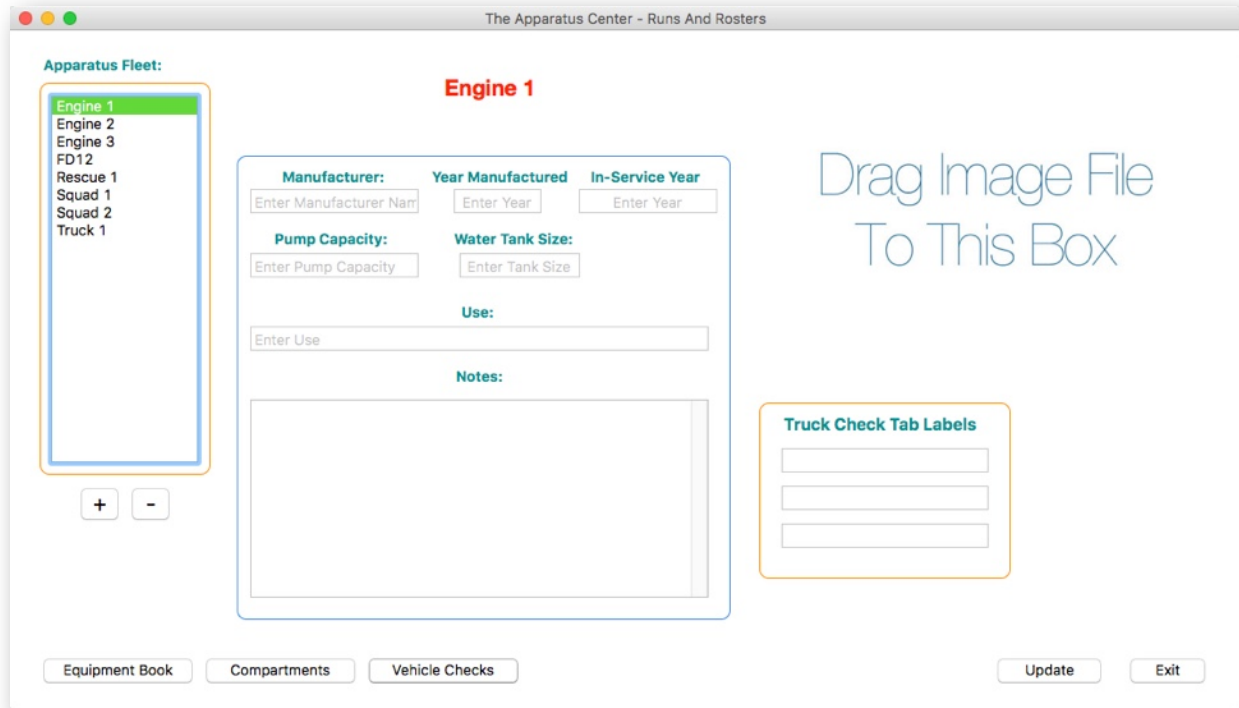 The Apparatus Center - Runs And Rosters
Apparatus Fleet:
Engine 1
Engine 2
Engine 3
FD12
Rescue 1
Squad 1
Squad 2
Truck 1
+ -
Engine 1
Manufacturer: Year Manufactured In-Service Year
Enter Manufacturer Nam Enter Year Enter Year
Pump Capacity: Water Tank Size:
Enter Pump Capacity Enter Tank Size
Use:
Enter Use
Notes:
Drag Image File
To This Box
Truck Check Tab Labels
Equipment Book Compartments Vehicle Checks Update Exit